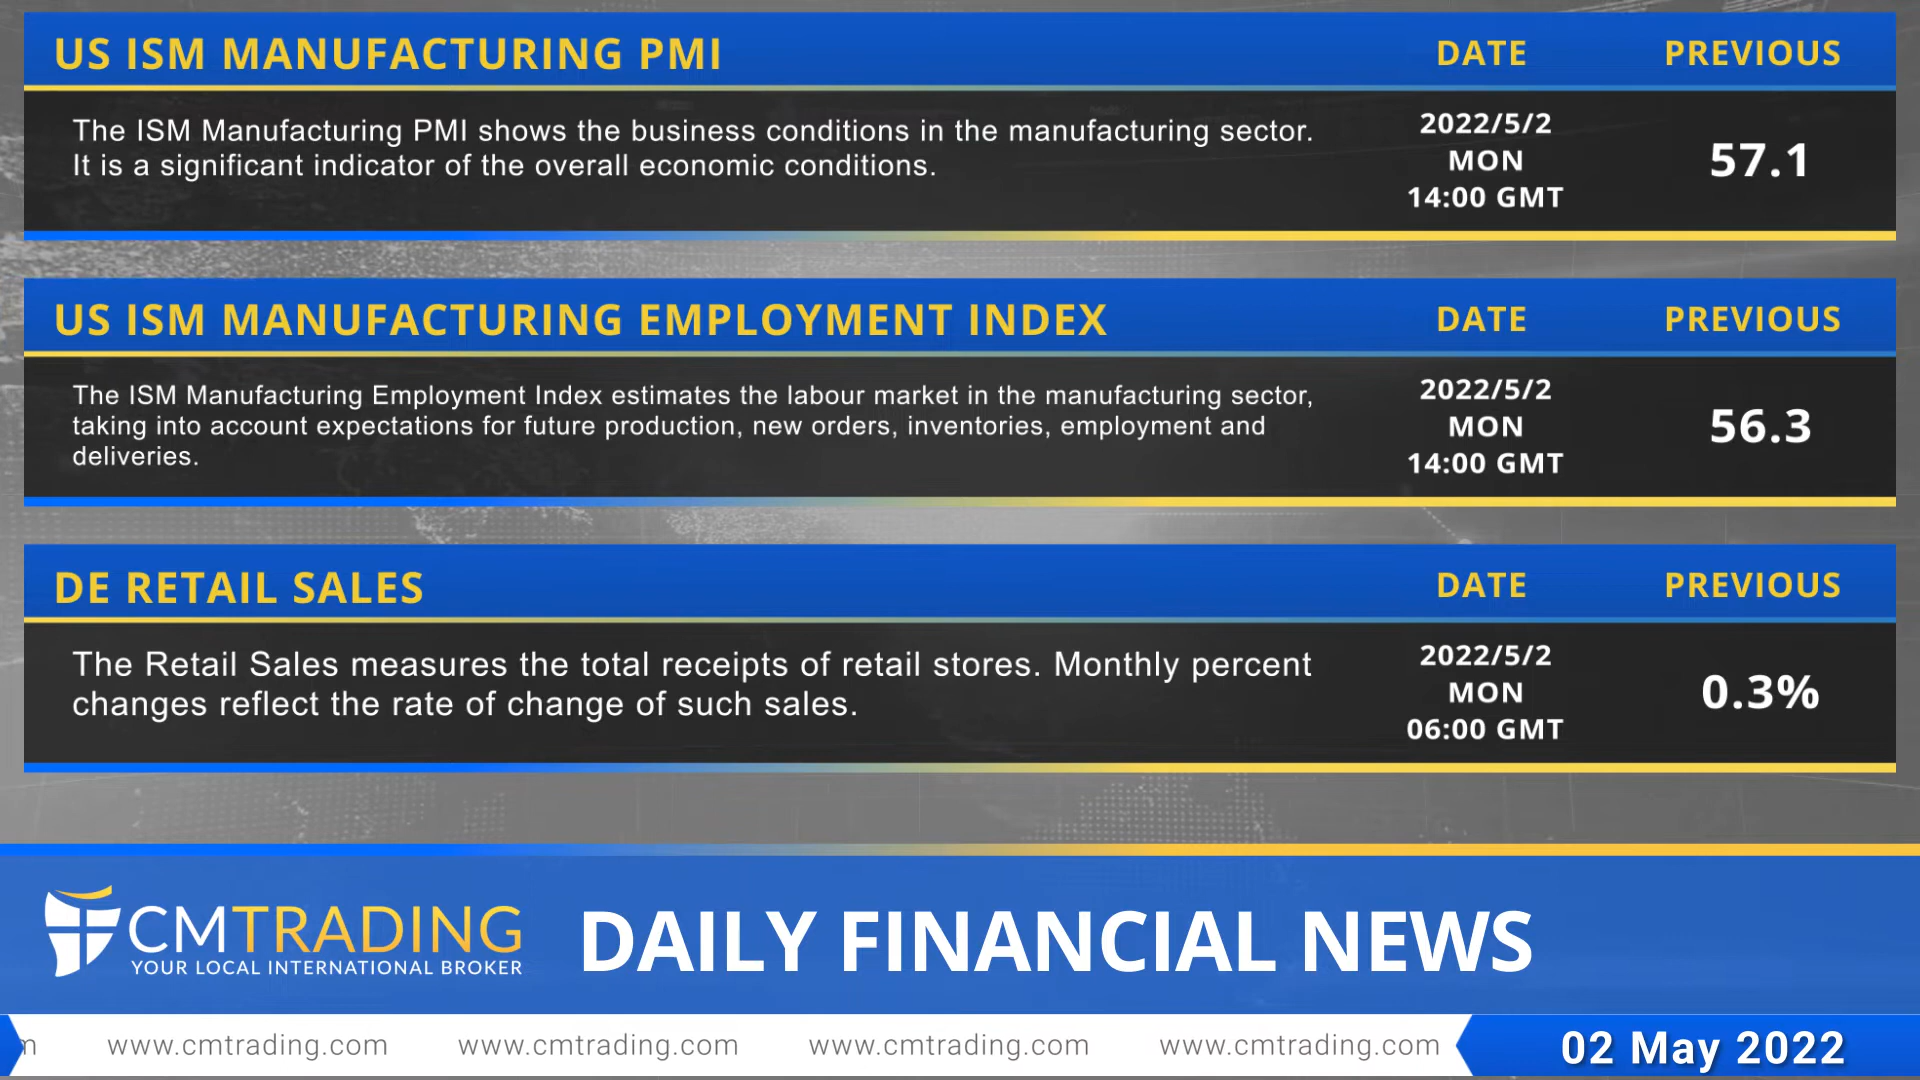 US ISM MANUFACTURING PMI
DATE
PREVIOUS
The ISM Manufacturing PMI shows the business conditions in the manufacturing sector.
It is a significant indicator of the overall economic conditions.
2022/5/2
MON
14:00 GMT
57.1
US ISM MANUFACTURING EMPLOYMENT INDEX
DATE
PREVIOUS
The ISM Manufacturing Employment Index estimates the labour market in the manufacturing sector,
taking into account expectations for future production, new orders, inventories, employment and
deliveries.
2022/5/2
MON
14:00 GMT
56.3
DE RETAIL SALES
DATE
PREVIOUS
The Retail Sales measures the total receipts of retail stores. Monthly percent
changes reflect the rate of change of such sales.
2022/5/2
MON
06:00 GMT
0.3%
CMTRADING
YOUR LOCAL INTERNATIONAL BROKER
DAILY FINANCIAL NEWS
m www.cmtrading.com www.cmtrading.com www.cmtrading.com www.cmtrading.com
02 May 2022